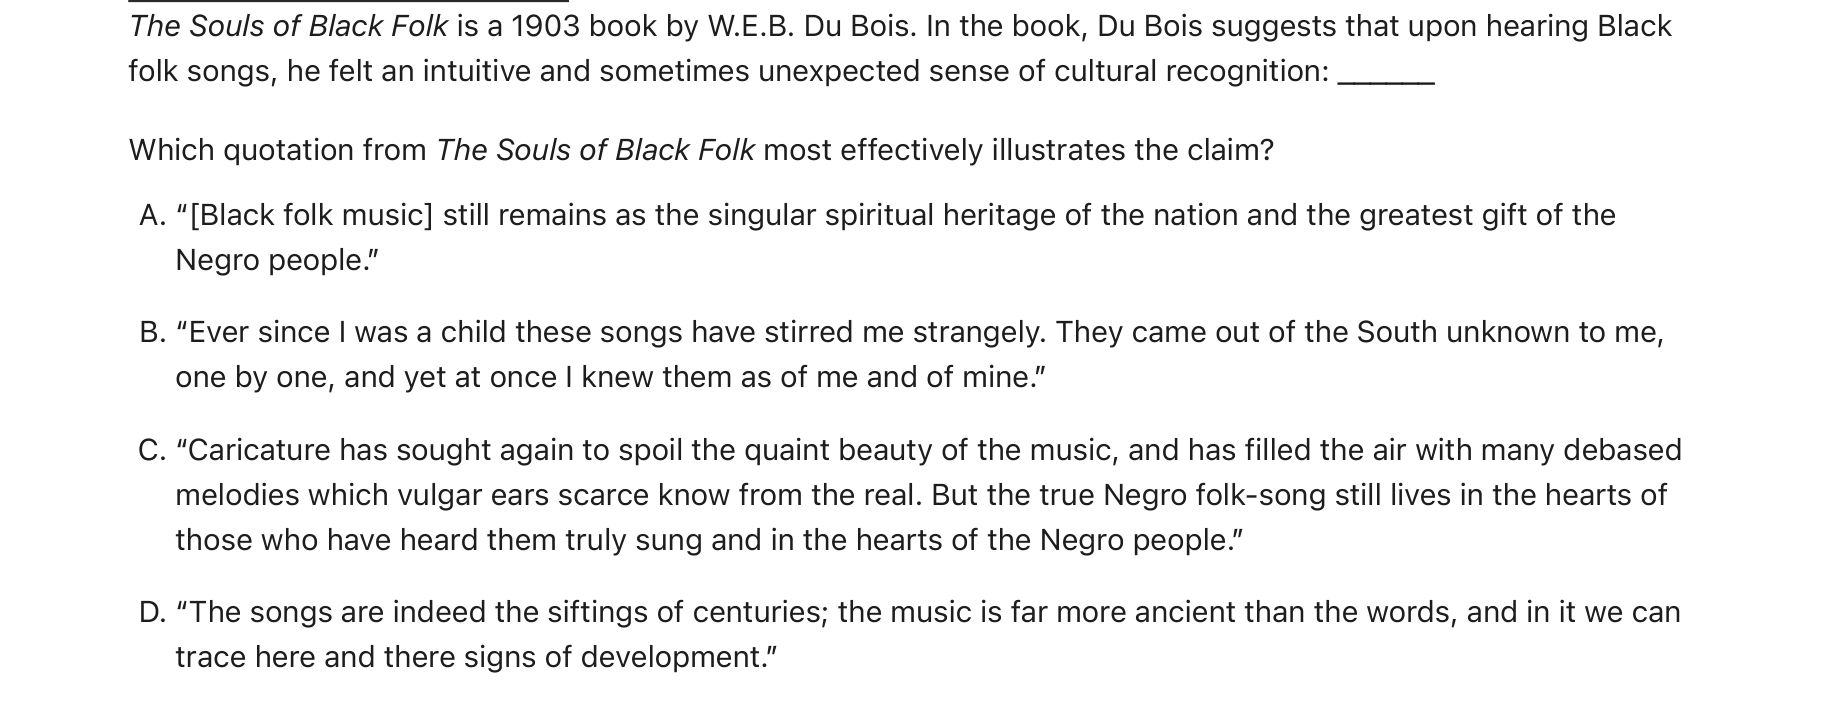 The Souls of Black Folk is a 1903 book by W.E.B. Du Bois. In the book, Du Bois suggests that upon hearing Black
folk songs, he felt an intuitive and sometimes unexpected sense of cultural recognition: ______
Which quotation from The Souls of Black Folk most effectively illustrates the claim?
A. “[Black folk music] still remains as the singular spiritual heritage of the nation and the greatest gift of the
Negro people.”
B. “Ever since I was a child these songs have stirred me strangely. They came out of the South unknown to me,
one by one, and yet at once I knew them as of me and of mine.”
C. “Caricature has sought again to spoil the quaint beauty of the music, and has filled the air with many debased
melodies which vulgar ears scarce know from the real. But the true Negro folk-song still lives in the hearts of
those who have heard them truly sung and in the hearts of the Negro people.”
D. “The songs are indeed the siftings of centuries; the music is far more ancient than the words, and in it we can
trace here and there signs of development.”